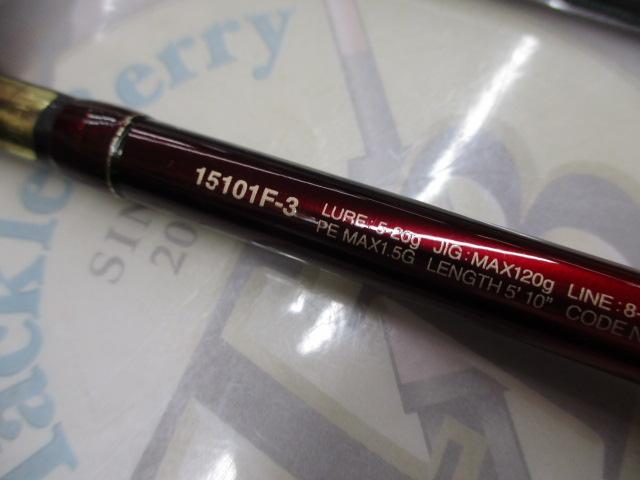 15101F-3
LURE : 5-20g JIG : MAX120g LINE : 8-
PE MAX1.5G LENGTH 5' 10" CODE N
ackle erry
SIN
20